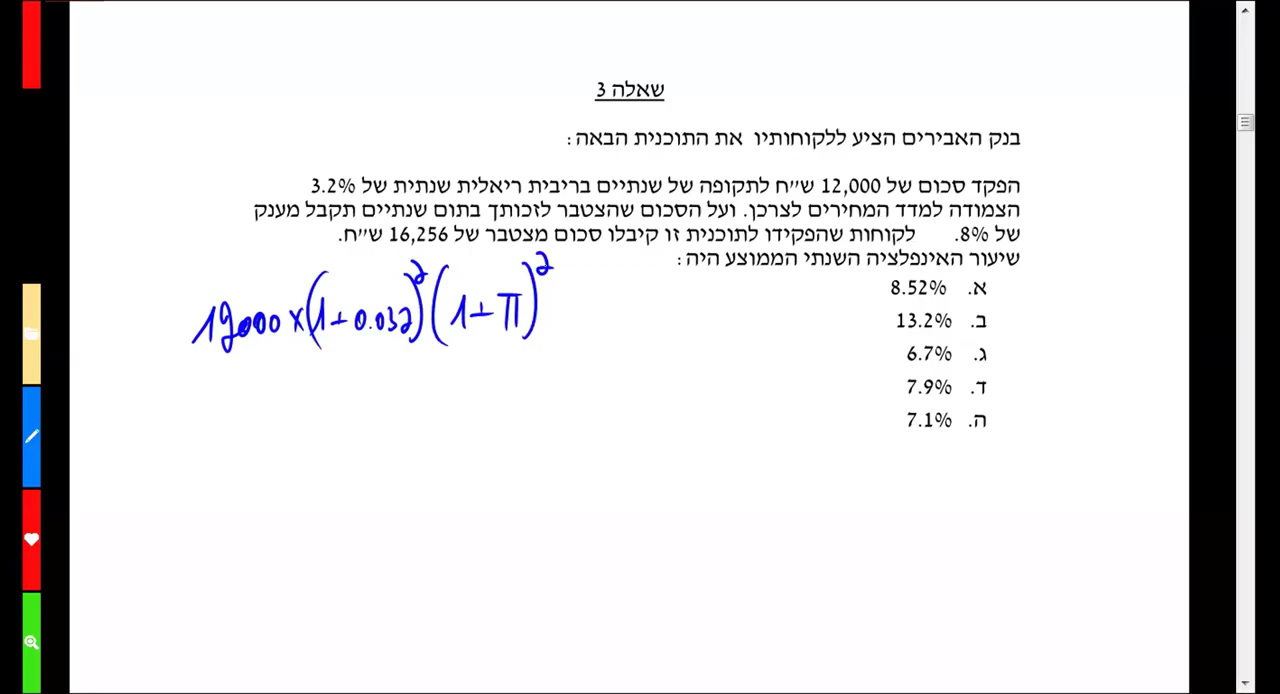 שאלה 3
בנק האבירים הציע ללקוחותיו את התוכנית הבאה:
הפקד סכום של 12,000 ש״ח לתקופה של שנתיים בריבית ריאלית שנתית של 3.2%
הצמודה למדד המחירים לצרכן. ועל הסכום שהצטבר לזכותך בתום שנתיים תקבל מענק
של 8%. לקוחות שהפקידו לתוכנית זו קיבלו סכום מצטבר של 16,256 ש״ח.
שיעור האינפלציה השנתי הממוצע היה:
א. 8.52%
ב. 13.2%
ג. 6.7%
ד. 7.9%
ה. 7.1%
12000 × (1+0.032)² (1+π)²